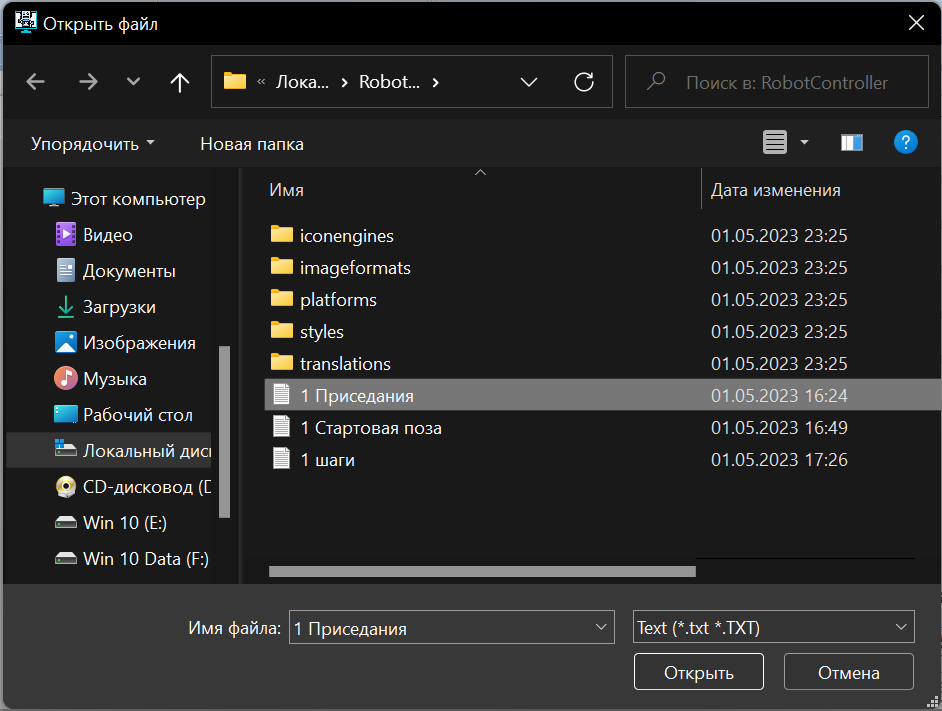 Открыть файл
« Лока... › Robot... ›
Поиск в: RobotController
Упорядочить
Новая папка
?
Имя
Дата изменения
Этот компьютер
Видео
Документы
Загрузки
Изображения
Музыка
Рабочий стол
Локальный дис
CD-дисковод (D
Win 10 (E:)
Win 10 Data (F:)
iconengines 01.05.2023 23:25
imageformats 01.05.2023 23:25
platforms 01.05.2023 23:25
styles 01.05.2023 23:25
translations 01.05.2023 23:25
1 Приседания 01.05.2023 16:24
1 Стартовая поза 01.05.2023 16:49
1 шаги 01.05.2023 17:26
Имя файла: 1 Приседания
Text (*.txt *.TXT)
Открыть
Отмена